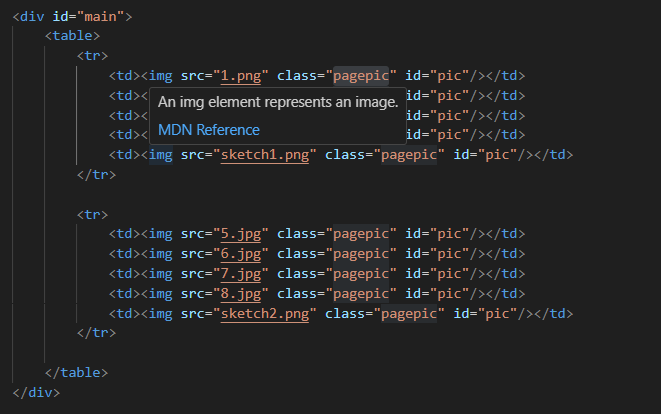 <div id="main">
<table>
<tr>
<td><img src="1.png" class="pagepic" id="pic"/></td>
<td>< id="pic"/></td>
An img element represents an image.
<td>< id="pic"/></td>
MDN Reference
<td>< id="pic"/></td>
<td><img src="sketch1.png" class="pagepic" id="pic"/></td>
</tr>
<tr>
<td><img src="5.jpg" class="pagepic" id="pic"/></td>
<td><img src="6.jpg" class="pagepic" id="pic"/></td>
<td><img src="7.jpg" class="pagepic" id="pic"/></td>
<td><img src="8.jpg" class="pagepic" id="pic"/></td>
<td><img src="sketch2.png" class="pagepic" id="pic"/></td>
</tr>
</table>
</div>